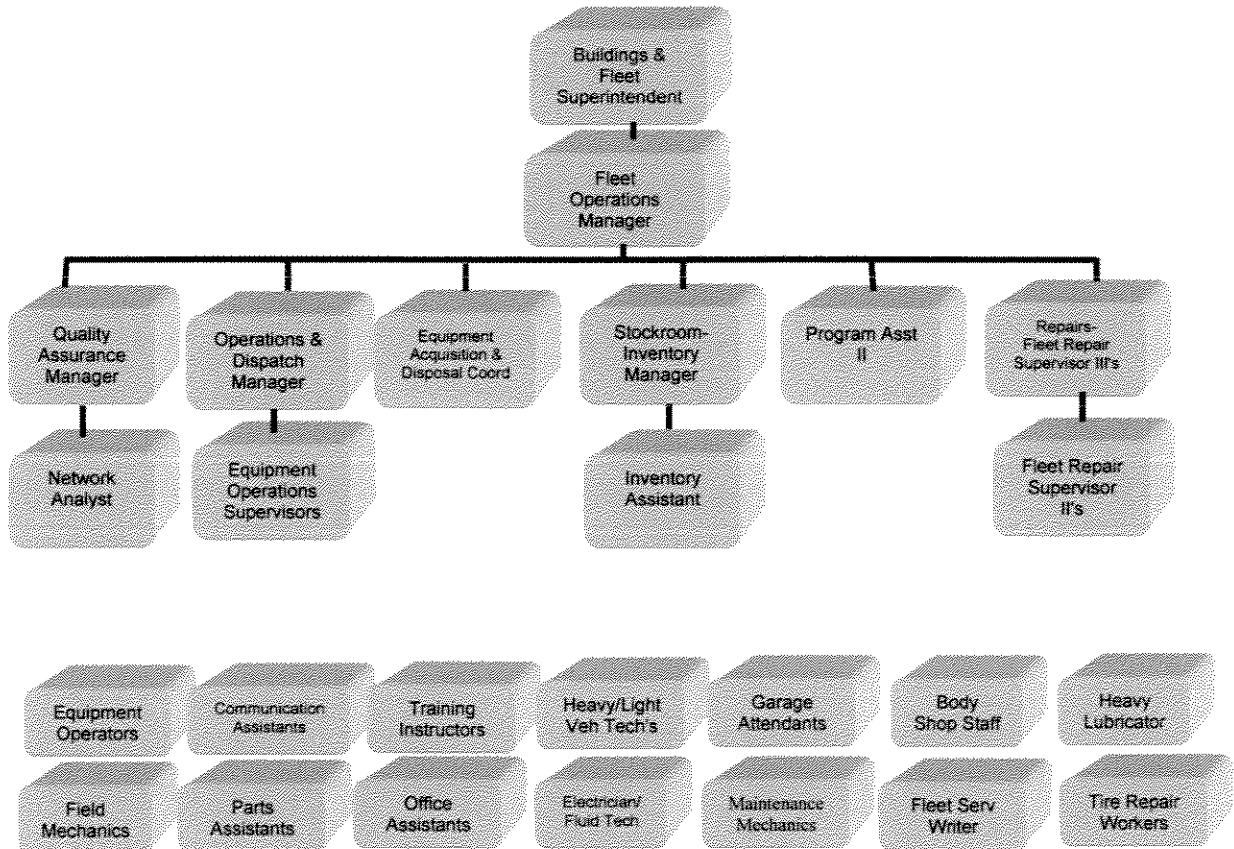 Buildings &
Fleet
Superintendent
Fleet
Operations
Manager
Quality
Assurance
Manager
Operations &
Dispatch
Manager
Equipment
Acquisition &
Disposal Coord
Stockroom-
Inventory
Manager
Program Asst
II
Repairs-
Fleet Repair
Supervisor III's
Network
Analyst
Equipment
Operations
Supervisors
Inventory
Assistant
Fleet Repair
Supervisor
II's
Equipment
Operators
Communication
Assistants
Training
Instructors
Heavy/Light
Veh Tech's
Garage
Attendants
Body
Shop Staff
Heavy
Lubricator
Field
Mechanics
Parts
Assistants
Office
Assistants
Electrician/
Fluid Tech
Maintenance
Mechanics
Fleet Serv
Writer
Tire Repair
Workers